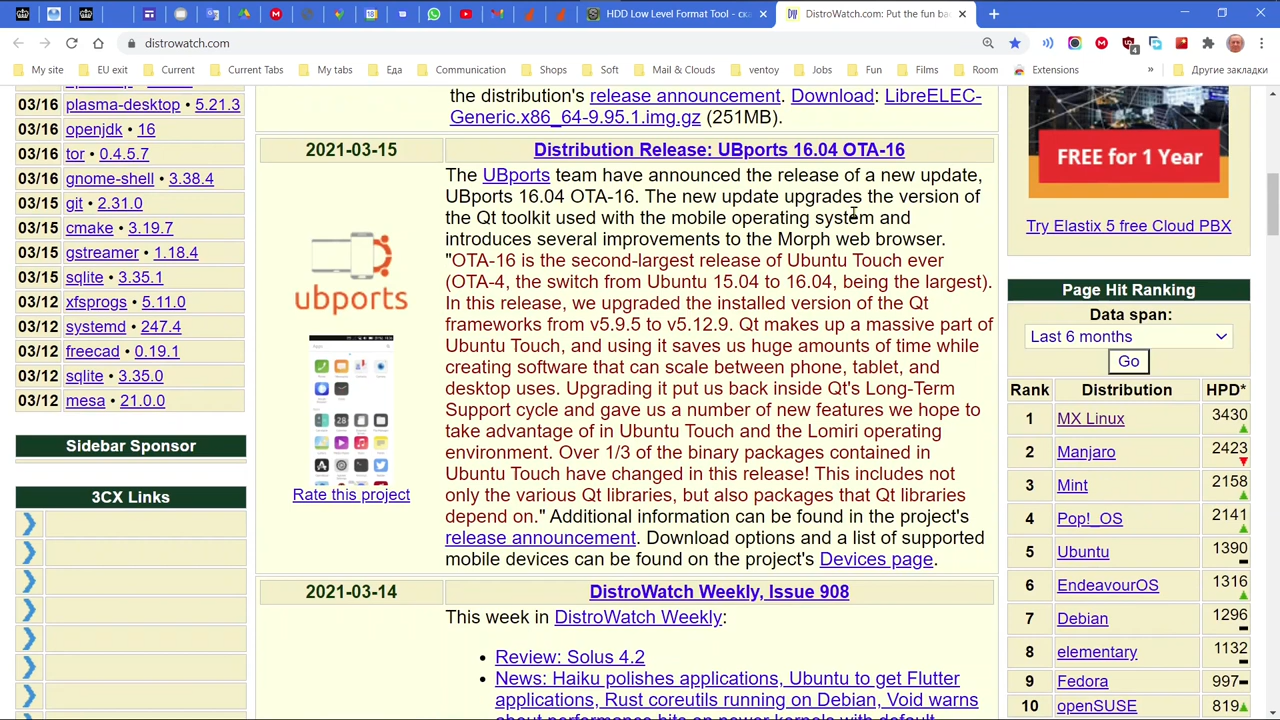 HDD Low Level Format Tool - ска
DistroWatch.com: Put the fun ba
distrowatch.com
4
My site
EU exit
Current
Current Tabs
My tabs
Еда
Communication
Shops
Soft
Mail & Clouds
ventoy
Jobs
Fun
Films
Room
Extensions
»
Другие закладки
03/16 plasma-desktop • 5.21.3
03/16 openjdk • 16
03/16 tor • 0.4.5.7
03/16 gnome-shell • 3.38.4
03/15 git • 2.31.0
03/15 cmake • 3.19.7
03/15 gstreamer • 1.18.4
03/15 sqlite • 3.35.1
03/12 xfsprogs • 5.11.0
03/12 systemd • 247.4
03/12 freecad • 0.19.1
03/12 sqlite • 3.35.0
03/12 mesa • 21.0.0
Sidebar Sponsor
3CX Links
the distribution's release announcement. Download: LibreELEC-
Generic.x86_64-9.95.1.img.gz (251MB).
2021-03-15
Distribution Release: UBports 16.04 OTA-16
ubports
Rate this project
The UBports team have announced the release of a new update,
UBports 16.04 OTA-16. The new update upgrades the version of
the Qt toolkit used with the mobile operating system and
introduces several improvements to the Morph web browser.
"OTA-16 is the second-largest release of Ubuntu Touch ever
(OTA-4, the switch from Ubuntu 15.04 to 16.04, being the largest).
In this release, we upgraded the installed version of the Qt
frameworks from v5.9.5 to v5.12.9. Qt makes up a massive part of
Ubuntu Touch, and using it saves us huge amounts of time while
creating software that can scale between phone, tablet, and
desktop uses. Upgrading it put us back inside Qt's Long-Term
Support cycle and gave us a number of new features we hope to
take advantage of in Ubuntu Touch and the Lomiri operating
environment. Over 1/3 of the binary packages contained in
Ubuntu Touch have changed in this release! This includes not
only the various Qt libraries, but also packages that Qt libraries
depend on." Additional information can be found in the project's
release announcement. Download options and a list of supported
mobile devices can be found on the project's Devices page.
2021-03-14
DistroWatch Weekly, Issue 908
This week in DistroWatch Weekly:
• Review: Solus 4.2
• News: Haiku polishes applications, Ubuntu to get Flutter
applications, Rust coreutils running on Debian, Void warns
FREE for 1 Year
Try Elastix 5 free Cloud PBX
Page Hit Ranking
Data span:
Last 6 months
Go
Rank Distribution HPD*
1 MX Linux 3430
2 Manjaro 2423
3 Mint 2158
4 Pop!_OS 2141
5 Ubuntu 1390
6 EndeavourOS 1316
7 Debian 1296
8 elementary 1132
9 Fedora 997
10 openSUSE 819